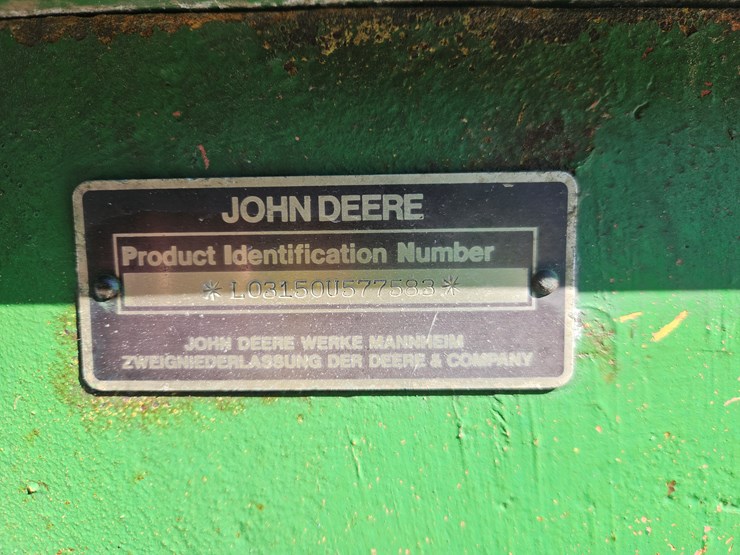 JOHN DEERE
Product Identification Number
*L03150U577583*
JOHN DEERE WERKE MANNHEIM
ZWEIGNIEDERLASSUNG DER DEERE & COMPANY